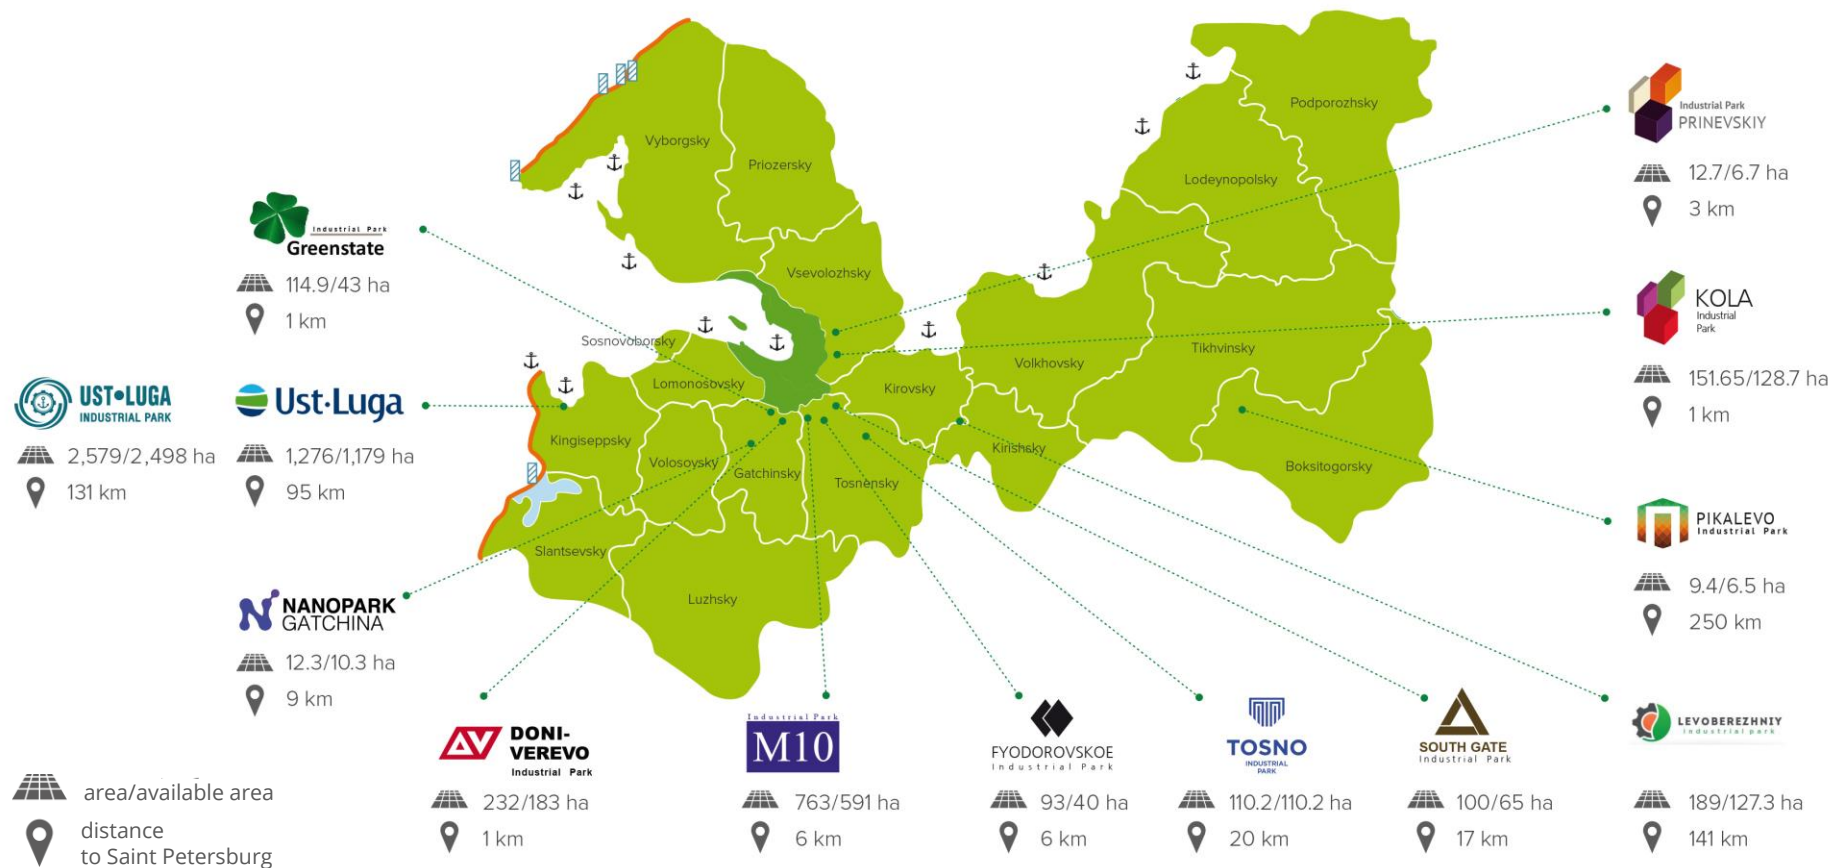 Vyborgsky
Priozersky
Vsevolozhsky
Podporozhsky
Lodeynopolsky
Sosnovoborsky
Lomonosovsky
Kingiseppsky
Volosovsky
Gatchinsky
Tosnensky
Kirovsky
Volkhovsky
Kirishsky
Tikhvinsky
Boksitogorsky
Slantsevsky
Luzhsky
Industrial Park
Greenstate
114.9/43 ha
1 km
UST•LUGA
INDUSTRIAL PARK
2,579/2,498 ha
131 km
Ust·Luga
1,276/1,179 ha
95 km
NANOPARK
GATCHINA
12.3/10.3 ha
9 km
DONI-
VEREVO
Industrial Park
232/183 ha
1 km
Industrial Park
M10
763/591 ha
6 km
FYODOROVSKOE
Industrial Park
93/40 ha
6 km
TOSNO
INDUSTRIAL
PARK
110.2/110.2 ha
20 km
SOUTH GATE
Industrial Park
100/65 ha
17 km
LEVOBEREZHNIY
industrial park
189/127.3 ha
141 km
Industrial Park
PRINEVSKIY
12.7/6.7 ha
3 km
KOLA
Industrial
Park
151.65/128.7 ha
1 km
PIKALEVO
Industrial Park
9.4/6.5 ha
250 km
area/available area
distance
to Saint Petersburg